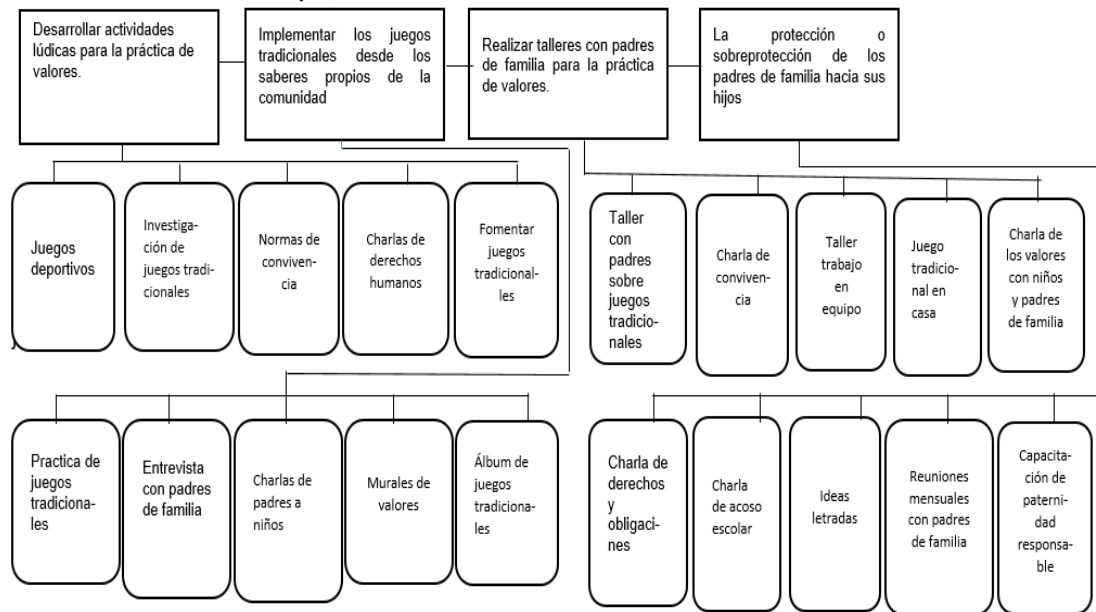 Desarrollar actividades
lúdicas para la práctica de
valores.
Implementar los juegos
tradicionales desde los
saberes propios de la
comunidad
Realizar talleres con padres
de familia para la práctica
de valores.
La protección o
sobreprotección de los
padres de familia hacia sus
hijos
Juegos
deportivos
Investiga-
ción de
juegos tradi-
cionales
Normas de
conviven-
cia
Charlas de
derechos
humanos
Fomentar
juegos
tradicional-
les
Taller
con
padres
sobre
juegos
tradicio-
nales
Charla de
convivenc-
ia
Taller
trabajo
en
equipo
Juego
tradicio-
nal en
casa
Charla de
los valores
con niños
y padres
de familia
Practica de
juegos
tradiciona-
les
Entrevista
con padres
de familia
Charlas de
padres a
niños
Murales de
valores
Álbum de
juegos
tradiciona-
les
Charla de
derechos
y
obligaci-
nes
Charla
de acoso
escolar
Ideas
letradas
Reuniones
mensuales
con padres
de familia
Capacita-
ción de
paterni-
dad
responsa-
ble